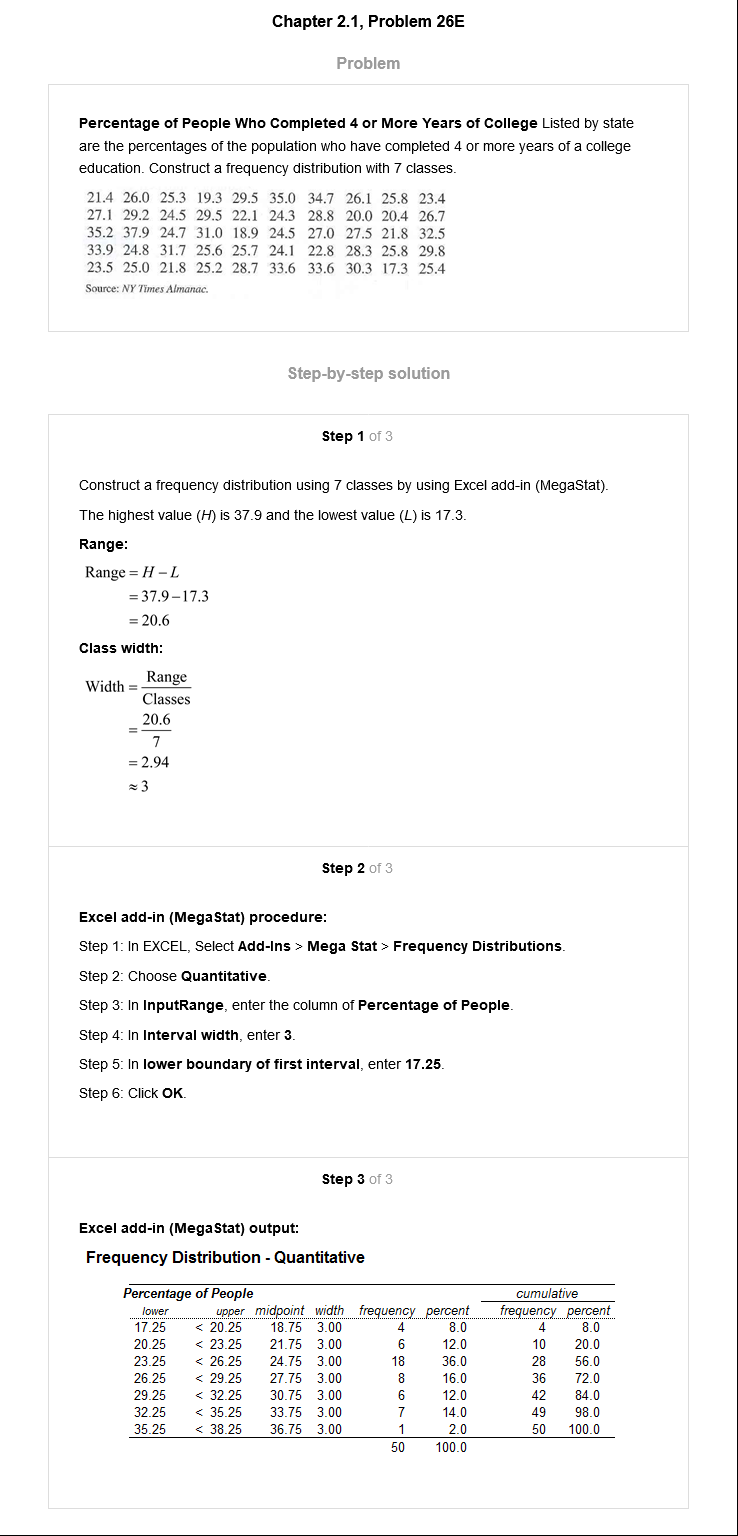 Chapter 2.1, Problem 26E
Problem
Percentage of People Who Completed 4 or More Years of College Listed by state
are the percentages of the population who have completed 4 or more years of a college
education. Construct a frequency distribution with 7 classes.
21.4 26.0 25.3 19.3 29.5 35.0 34.7 26.1 25.8 23.4
27.1 29.2 24.5 29.5 22.1 24.3 28.8 20.0 20.4 26.7
35.2 37.9 24.7 31.0 18.9 24.5 27.0 27.5 21.8 32.5
33.9 24.8 31.7 25.6 25.7 24.1 22.8 28.3 25.8 29.8
23.5 25.0 21.8 25.2 28.7 33.6 33.6 30.3 17.3 25.4
Source: NY Times Almanac.
Step-by-step solution
Step 1 of 3
Construct a frequency distribution using 7 classes by using Excel add-in (MegaStat).
The highest value (H) is 37.9 and the lowest value (L) is 17.3.
Range:
Range = H – L
= 37.9 – 17.3
= 20.6
Class width:
Width = Range
Classes
= 20.6
7
= 2.94
≈ 3
Step 2 of 3
Excel add-in (MegaStat) procedure:
Step 1: In EXCEL, Select Add-Ins > Mega Stat > Frequency Distributions.
Step 2: Choose Quantitative.
Step 3: In InputRange, enter the column of Percentage of People.
Step 4: In Interval width, enter 3.
Step 5: In lower boundary of first interval, enter 17.25.
Step 6: Click OK.
Step 3 of 3
Excel add-in (MegaStat) output:
Frequency Distribution - Quantitative
Percentage of People cumulative
lower upper midpoint width frequency percent frequency percent
17.25 < 20.25 18.75 3.00 4 8.0 4 8.0
20.25 < 23.25 21.75 3.00 6 12.0 10 20.0
23.25 < 26.25 24.75 3.00 18 36.0 28 56.0
26.25 < 29.25 27.75 3.00 8 16.0 36 72.0
29.25 < 32.25 30.75 3.00 6 12.0 42 84.0
32.25 < 35.25 33.75 3.00 7 14.0 49 98.0
35.25 < 38.25 36.75 3.00 1 2.0 50 100.0
50 100.0